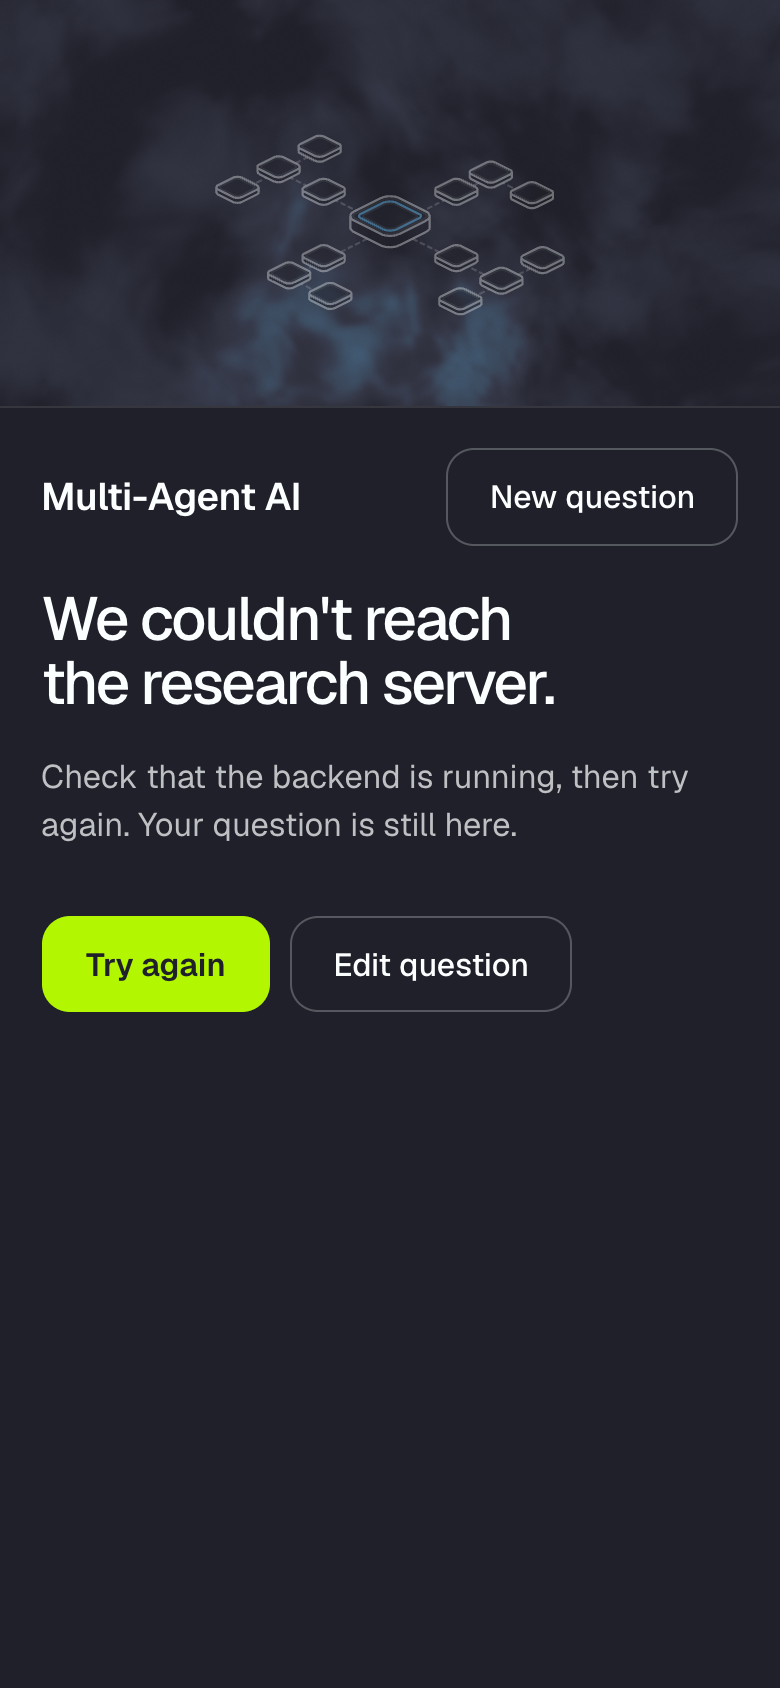 Multi-Agent AI
New question
We couldn't reach
the research server.
Check that the backend is running, then try
again. Your question is still here.
Try again
Edit question